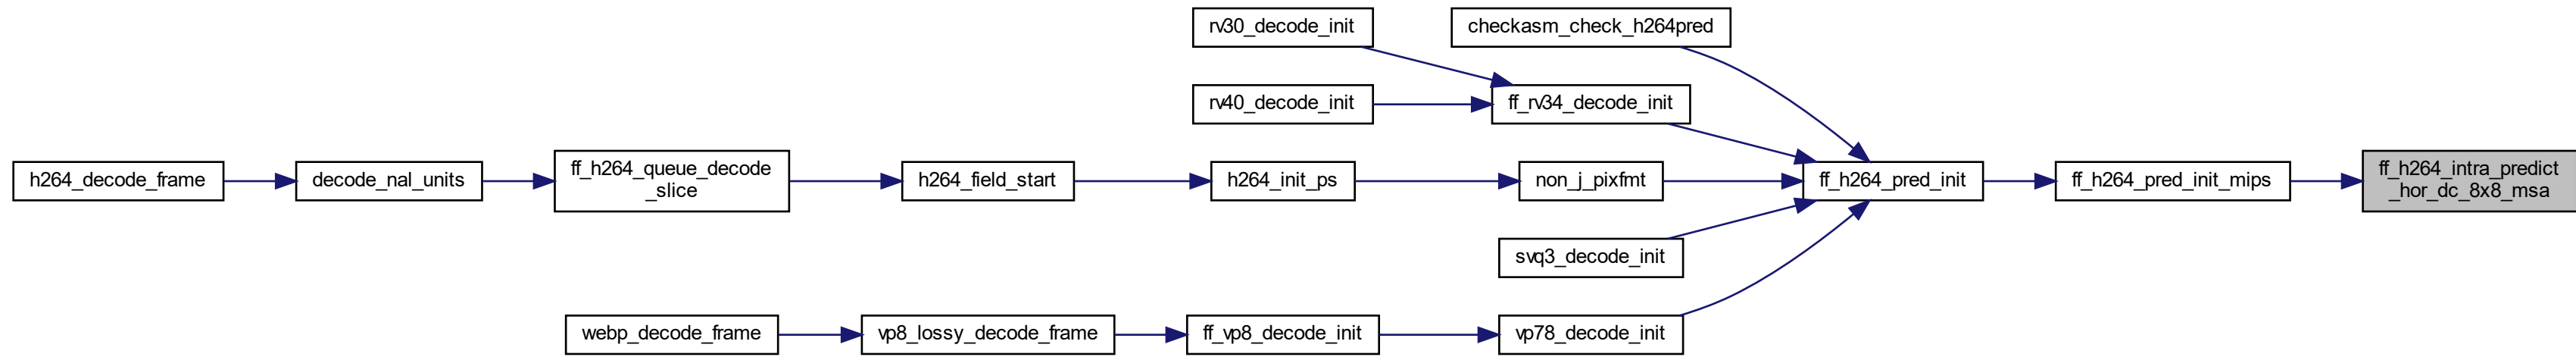 rv30_decode_init
checkasm_check_h264pred
rv40_decode_init
ff_rv34_decode_init
h264_decode_frame
decode_nal_units
ff_h264_queue_decode
_slice
h264_field_start
h264_init_ps
non_j_pixfmt
ff_h264_pred_init
ff_h264_pred_init_mips
ff_h264_intra_predict
_hor_dc_8x8_msa
svq3_decode_init
webp_decode_frame
vp8_lossy_decode_frame
ff_vp8_decode_init
vp78_decode_init